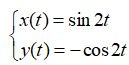 x(t) = sin 2t
y(t) = −cos 2t